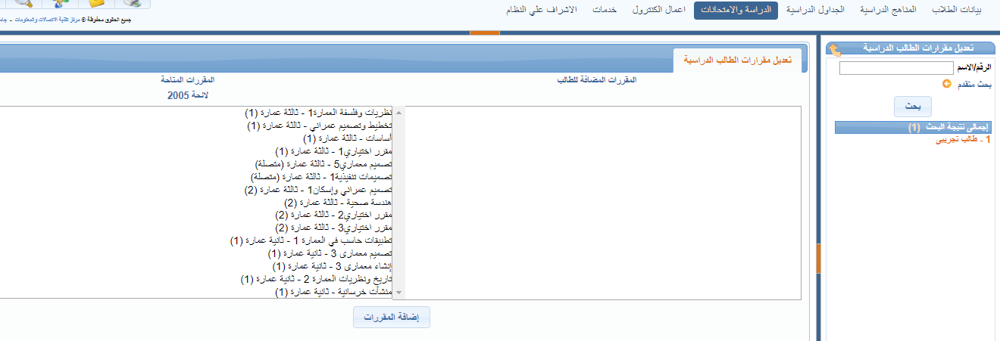 بيانات الطلاب
المناهج الدراسية
الجداول الدراسية
الدراسة والامتحانات
اعمال الكنترول
خدمات
الاشراف علي النظام
جميع الحقوق محفوظة © مركز تقنية الاتصالات والمعلومات -
تعديل مقرارات الطالب الدراسية
الرقم/الاسم
بحث متقدم
بحث
إجمالي نتيجة البحث (1)
1 - طالب تجريبي
تعديل مقرارات الطالب الدراسية
المقررات المضافة للطالب
المقررات المتاحة
لائحة 2005
نظريات وفلسفة العمارة1 - ثالثة عمارة (1)
تخطيط وتصميم عمراني - ثالثة عمارة (1)
أساسات - ثالثة عمارة (1)
مقرر اختياري1 - ثالثة عمارة (1)
تصميم معماري5 - ثالثة عمارة (متصلة)
تصميمات تنفيذية1 - ثالثة عمارة (متصلة)
تصميم عمراني وإسكان1 - ثالثة عمارة (2)
هندسة صحية - ثالثة عمارة (2)
مقرر اختياري2 - ثالثة عمارة (2)
مقرر اختياري3 - ثالثة عمارة (2)
تطبيقات حاسب في العمارة 1 - ثانية عمارة (1)
تصميم معمارى 3 - ثانية عمارة (1)
إنشاء معمارى 3 - ثانية عمارة (1)
تاريخ ونظريات العمارة 2 - ثانية عمارة (1)
منشآت خرسانية - ثانية عمارة (1)
إضافة المقررات